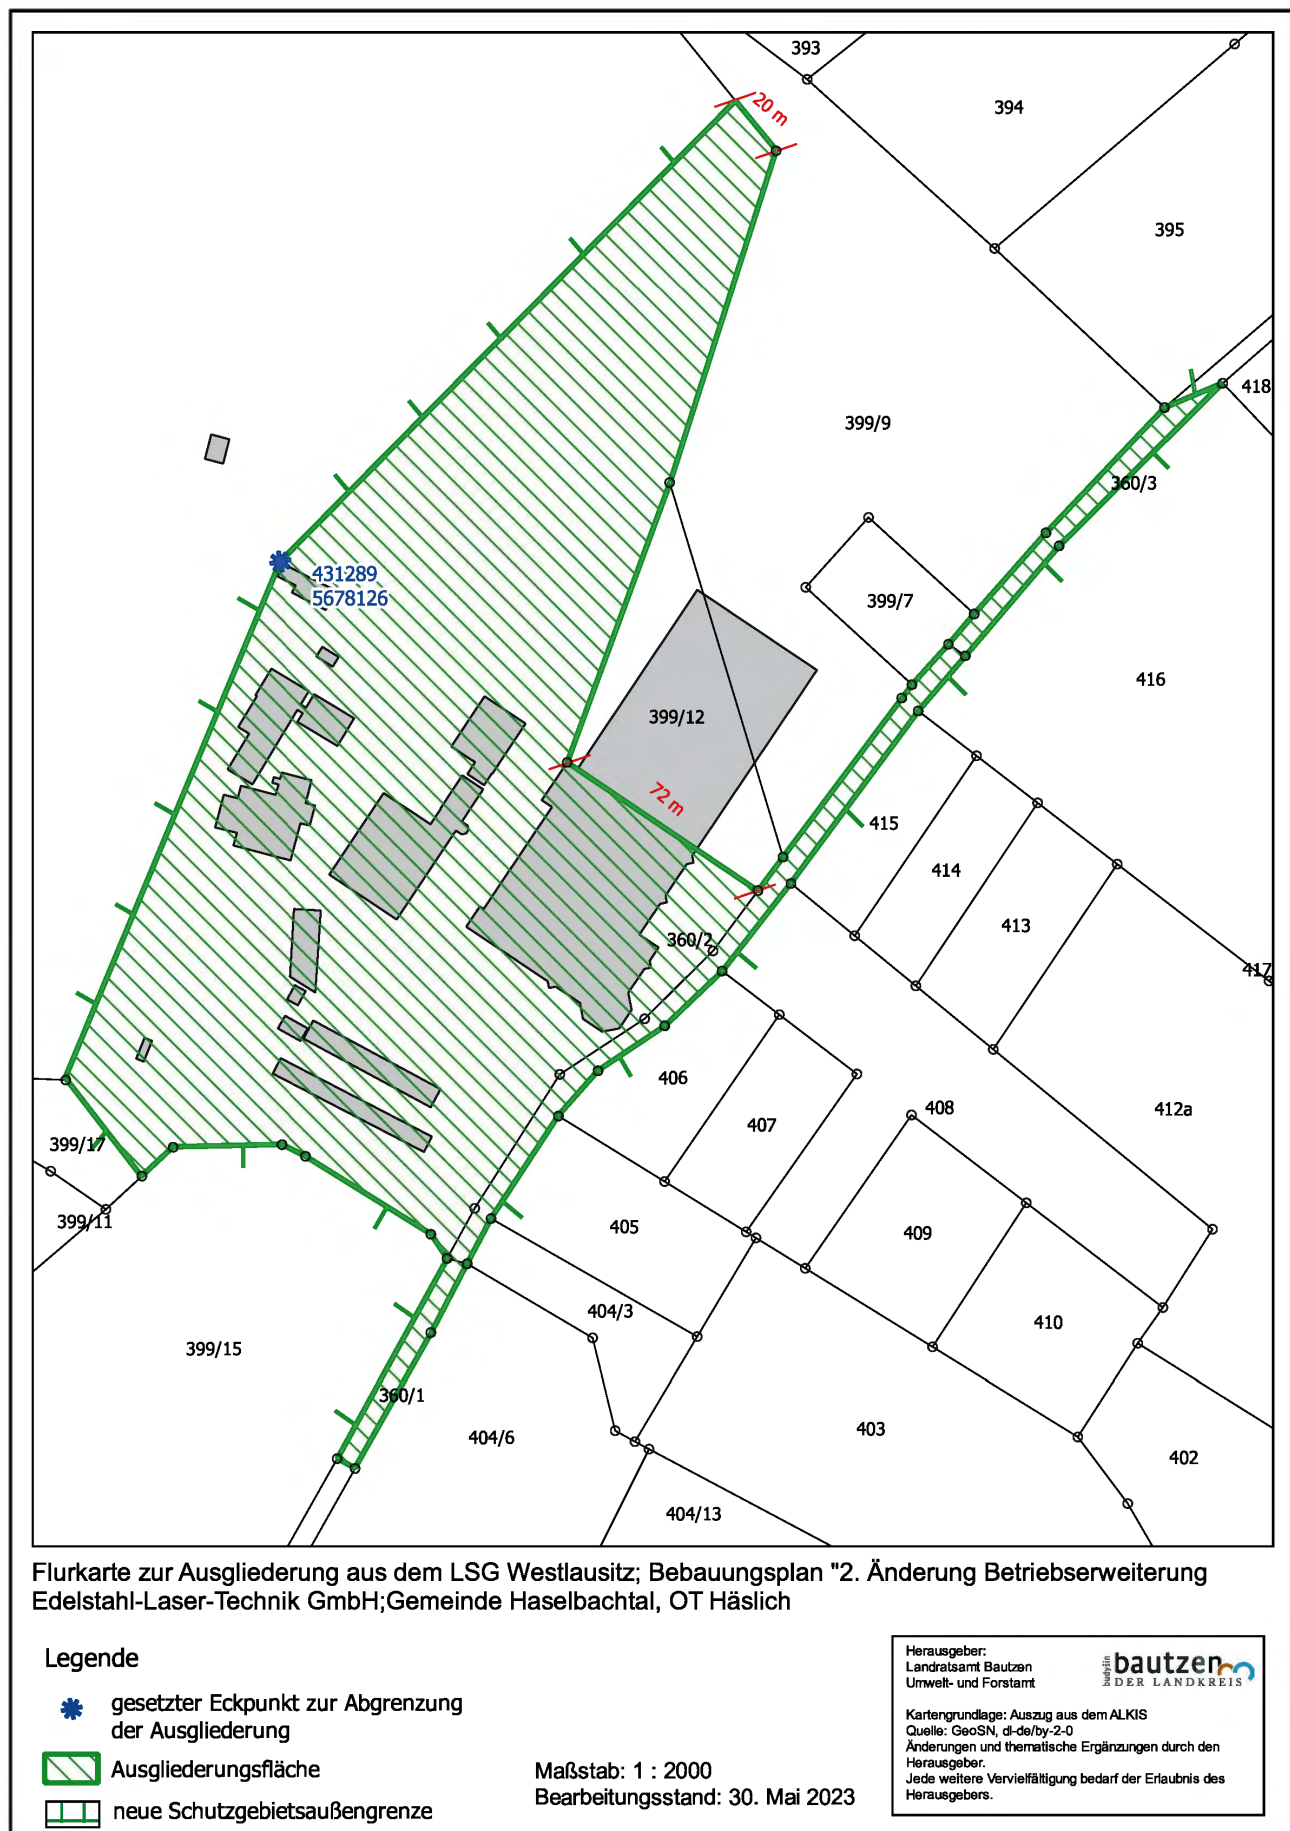 393
20 m
394
395
418
399/9
360/3
431289
5678126
399/7
416
399/12
72 m
415
414
413
360/2
417
406
407
408
412a
399/17
399/11
405
409
404/3
410
399/15
360/1
404/6
403
402
404/13
Flurkarte zur Ausgliederung aus dem LSG Westlausitz; Bebauungsplan "2. Änderung Betriebserweiterung
Edelstahl-Laser-Technik GmbH;Gemeinde Haselbachtal, OT Häslich
Legende
gesetzter Eckpunkt zur Abgrenzung
der Ausgliederung
Ausgliederungsfläche
neue Schutzgebietsaußengrenze
Maßstab: 1 : 2000
Bearbeitungsstand: 30. Mai 2023
Herausgeber:
Landratsamt Bautzen
Umwelt- und Forstamt
budyšin
bautzen
DER LANDKREIS
Kartengrundlage: Auszug aus dem ALKIS
Quelle: GeoSN, dl-de/by-2-0
Änderungen und thematische Ergänzungen durch den
Herausgeber.
Jede weitere Vervielfältigung bedarf der Erlaubnis des
Herausgebers.